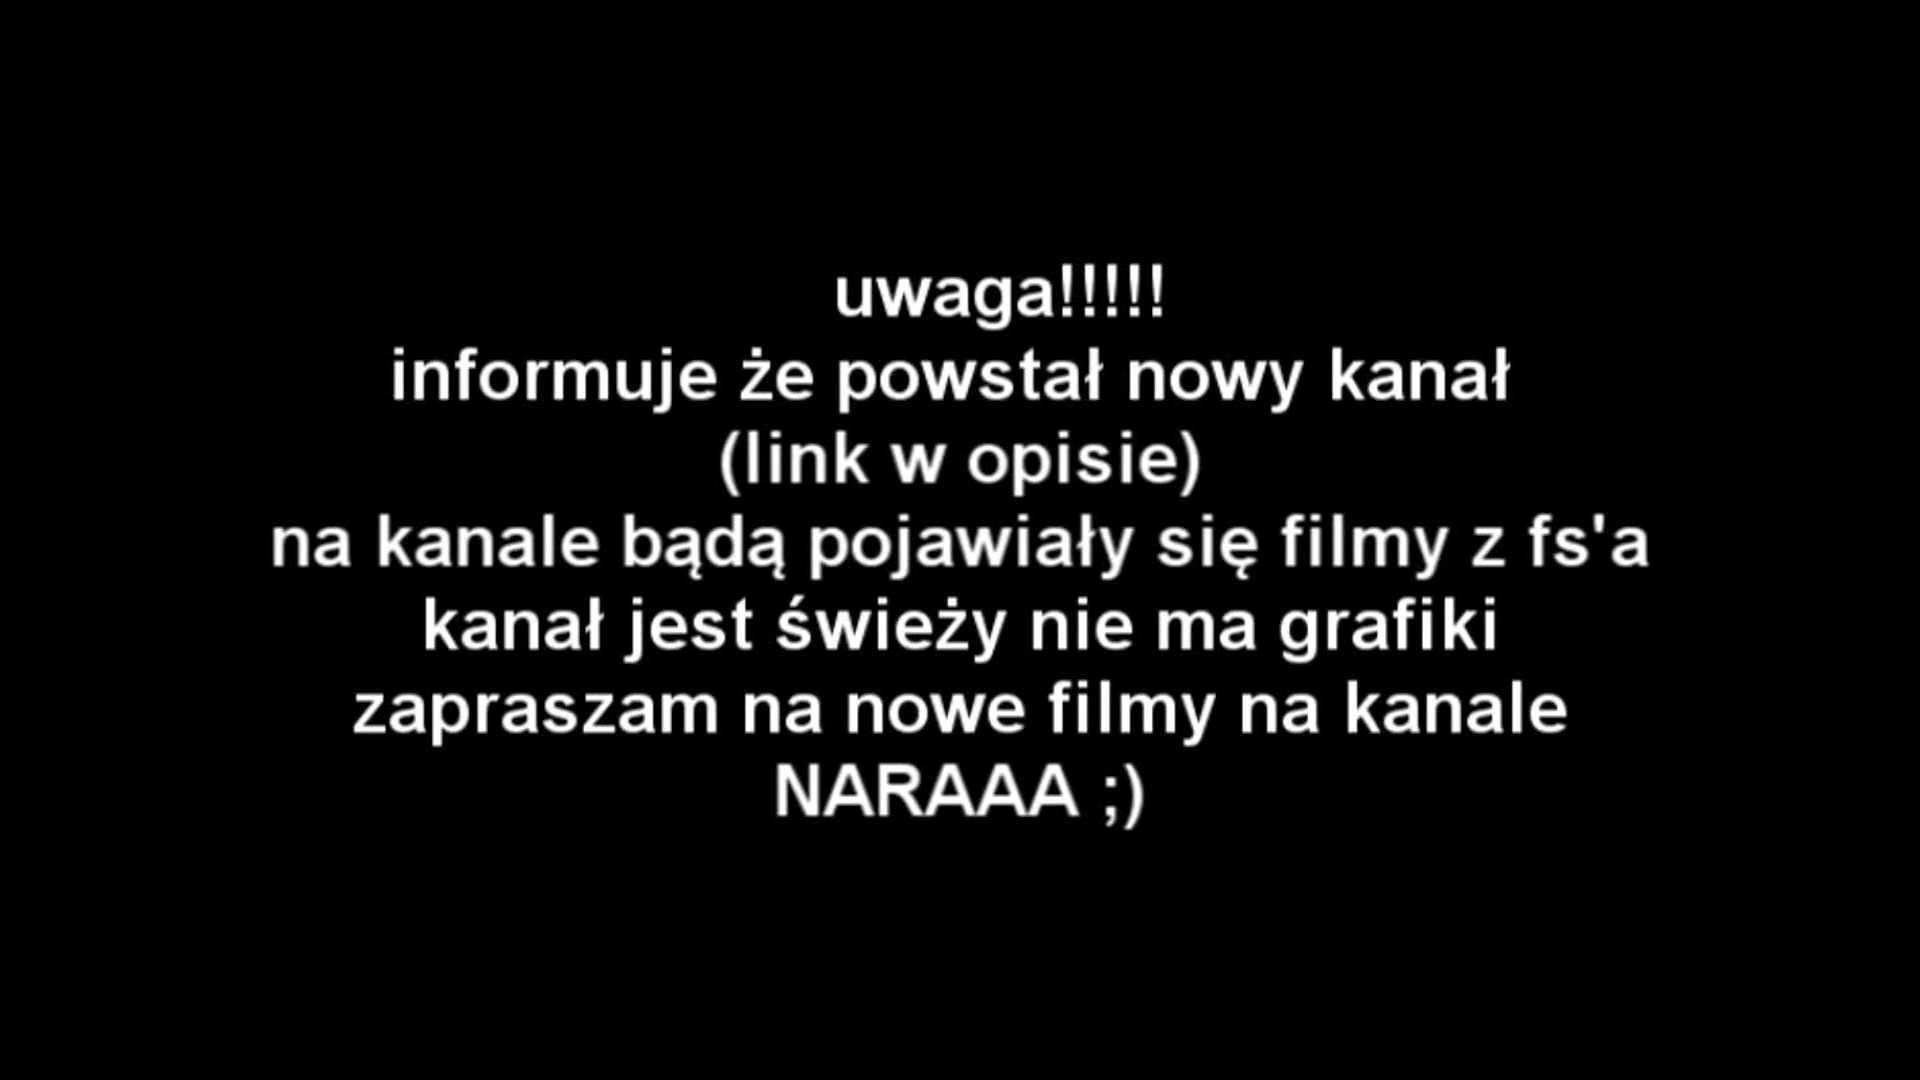 uwaga!!!!!
informuje że powstał nowy kanał
(link w opisie)
na kanale bądą pojawiały się filmy z fs'a
kanał jest świeży nie ma grafiki
zapraszam na nowe filmy na kanale
NARAAA ;)